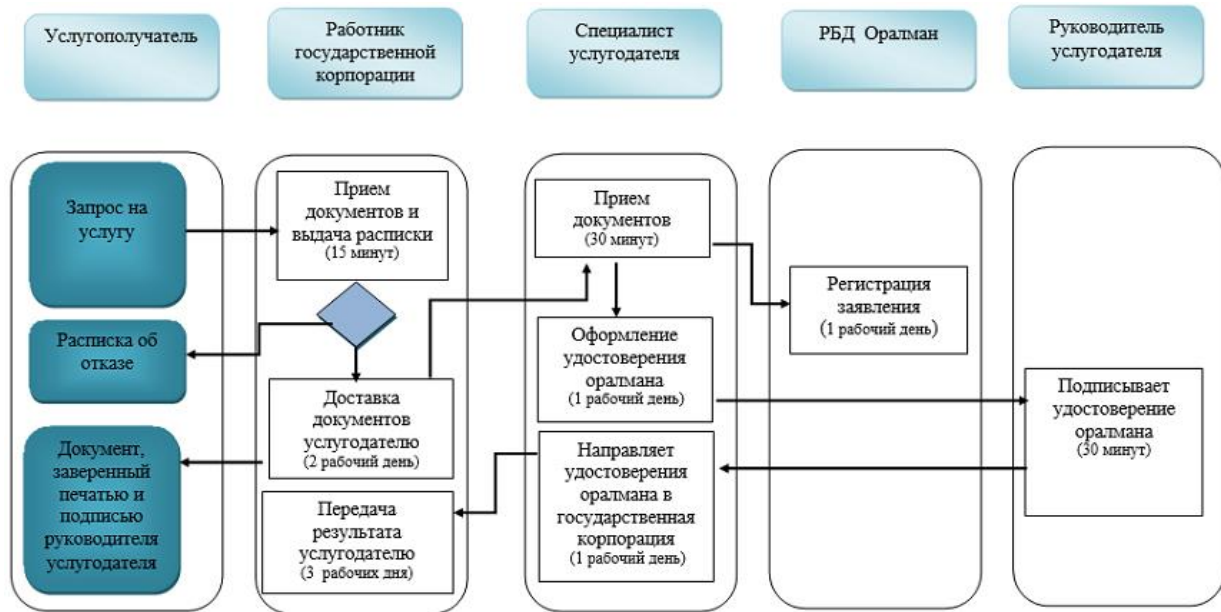 Услугополучатель
Работник
государственной
корпорации
Специалист
услугодателя
РБД Оралман
Руководитель
услугодателя
Запрос на
услугу
Расписка об
отказе
Документ,
заверенный
печатью и
подписью
руководителя
услугодателя
Прием
документов и
выдача расписки
(15 минут)
Доставка
документов
услугодателю
(2 рабочий день)
Передача
результата
услугодателю
(3 рабочих дня)
Прием
документов
(30 минут)
Оформление
удостоверения
оралмана
(1 рабочий день)
Направляет
удостоверения
оралмана в
государственная
корпорация
(1 рабочий день)
Регистрация
заявления
(1 рабочий день)
Подписывает
удостоверение
оралмана
(30 минут)